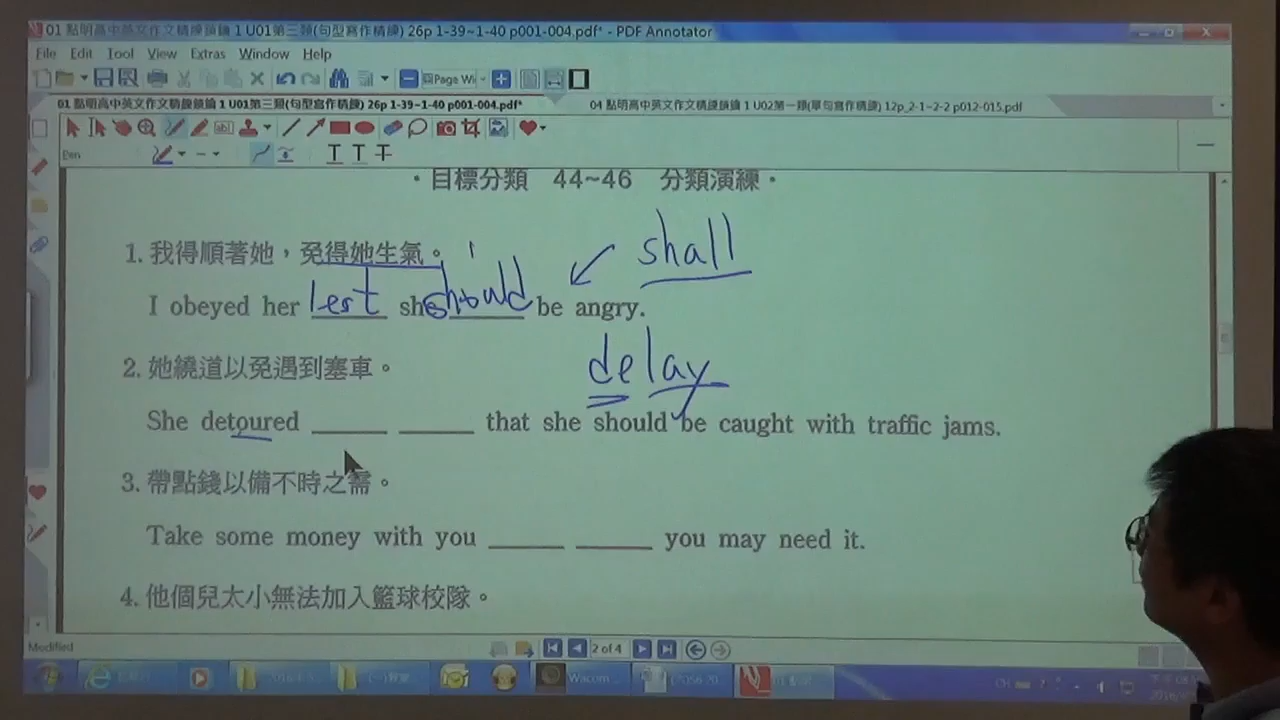 01 點明高中英文作文精練鎖鑰 1 U01第三類(句型寫作精練) 26p 1-39~1-40 p001-004.pdf* - PDF Annotator
File Edit Tool View Extras Window Help
Page Wi
01 點明高中英文作文精練鎖鑰 1 U01第三類(句型寫作精練) 26p 1-39~1-40 p001-004.pdf*
04 點明高中英文作文精練鎖鑰 1 U02第一類(單句寫作精練) 12p_2-1~2-2 p012-015.pdf
Pen
·目標分類 44~46 分類演練·
shall
1. 我得順著她，免得她生氣。
I obeyed her lest she should be angry.
delay
2. 她繞道以免遇到塞車。
She detoured ______ ______ that she should be caught with traffic jams.
3. 帶點錢以備不時之需。
Take some money with you ______ ______ you may need it.
4. 他個兒太小無法加入籃球校隊。
Modified
2 of 4
Wacom ...